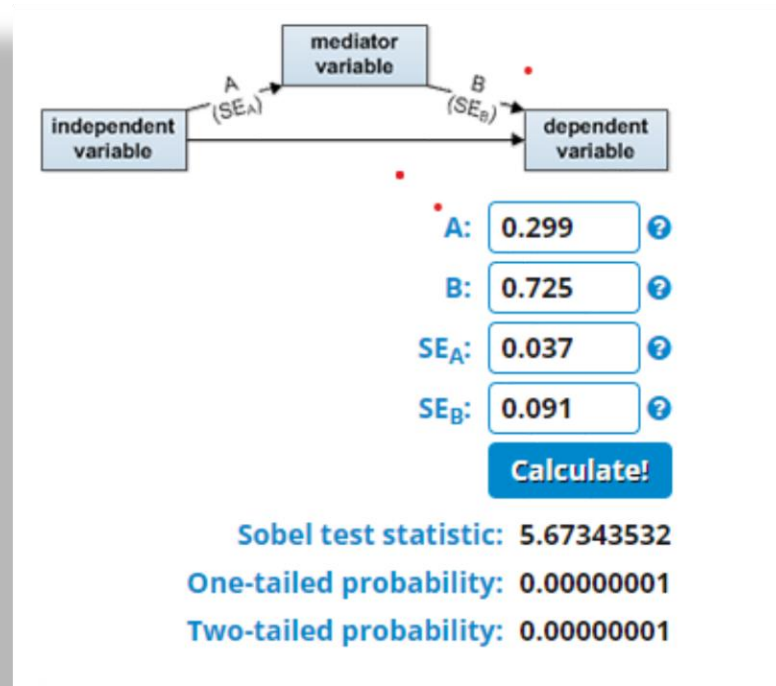 mediator
variable
A
(SEA)
B
(SEB)
independent
variable
dependent
variable
A: 0.299 ?
B: 0.725 ?
SEA: 0.037 ?
SEB: 0.091 ?
Calculate!
Sobel test statistic: 5.67343532
One-tailed probability: 0.00000001
Two-tailed probability: 0.00000001